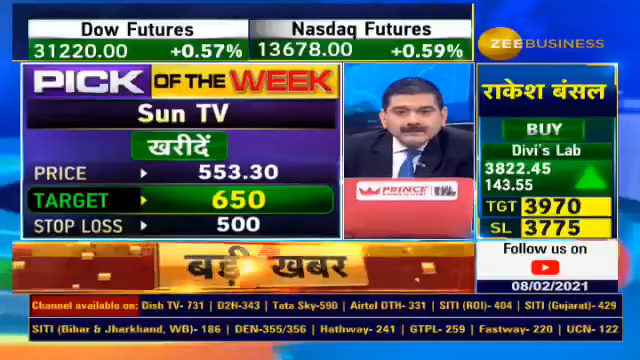 Dow Futures
31220.00 +0.57%
Nasdaq Futures
13678.00 +0.59%
ZEE BUSINESS
PICK OF THE WEEK
Sun TV
खरीदें
PRICE 553.30
TARGET 650
STOP LOSS 500
PRINCE
राकेश बंसल
BUY
Divi's Lab
3822.45
143.55
TGT 3970
SL 3775
बड़ी खबर
Follow us on
08/02/2021
Channel available on: Dish TV- 731 | D2H-343 | Tata Sky-590 | Airtel DTH- 331 | SITI (ROI)- 404 | SITI (Gujarat)- 429
SITI (Bihar & Jharkhand, WB)- 186 | DEN-355/356 | Hathway- 241 | GTPL- 259 | Fastway- 220 | UCN- 122